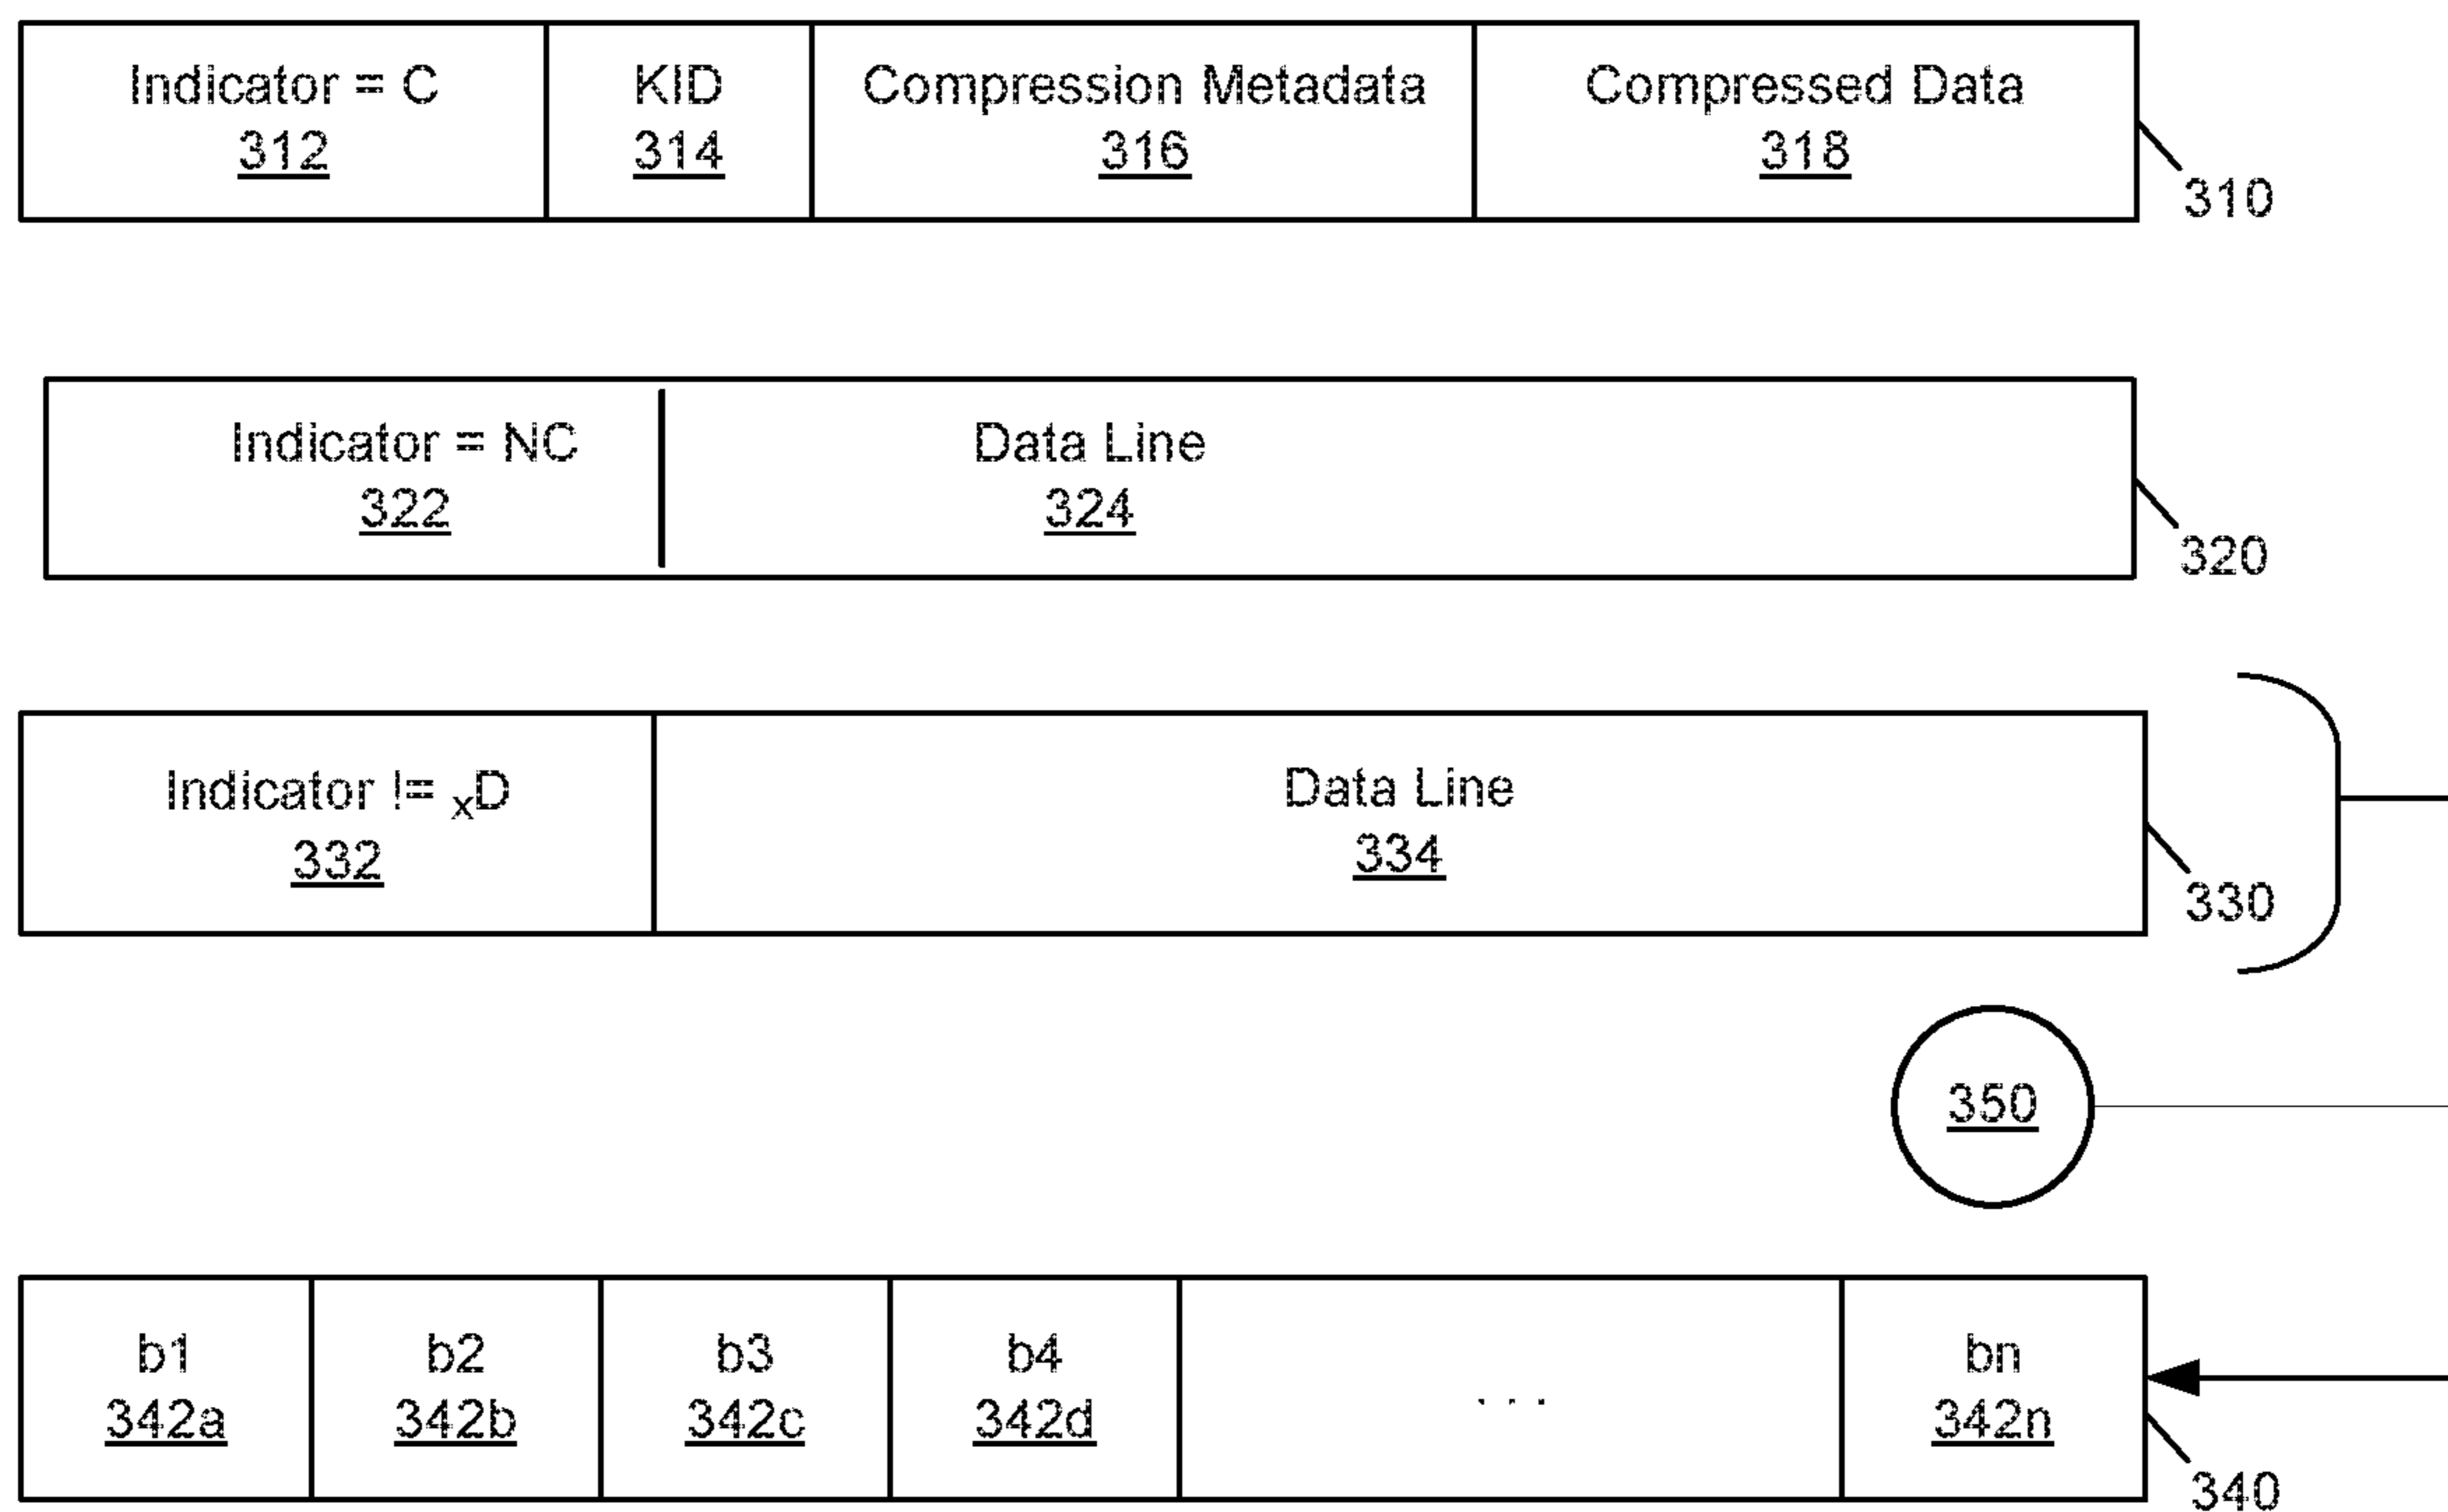 Indicator = C KID Compression Metadata Compressed Data
312 314 316 318
310
Indicator = NC Data Line
322 324
320
Indicator != xD Data Line
332 334
330
350
b1 b2 b3 b4 ... bn
342a 342b 342c 342d 342n
340